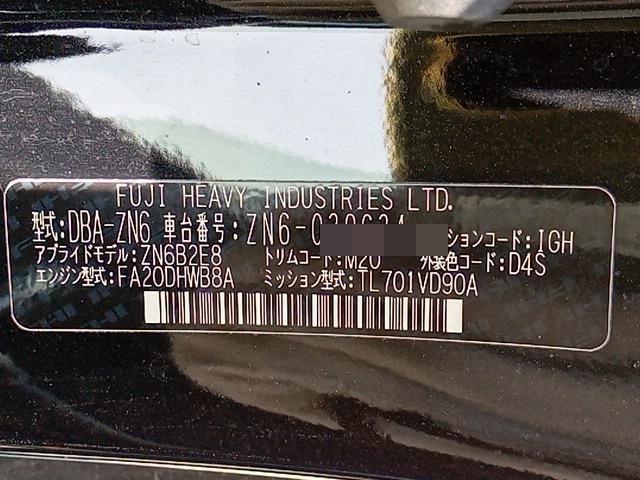 FUJI HEAVY INDUSTRIES LTD.
型式:DBA-ZN6 車台番号:ZN6- ションコード:IGH
アプライドモデル:ZN6B2E8 トリムコード:M20 外装色コード:D4S
エンジン型式:FA20DHWB8A ミッション型式:TL701VD90A